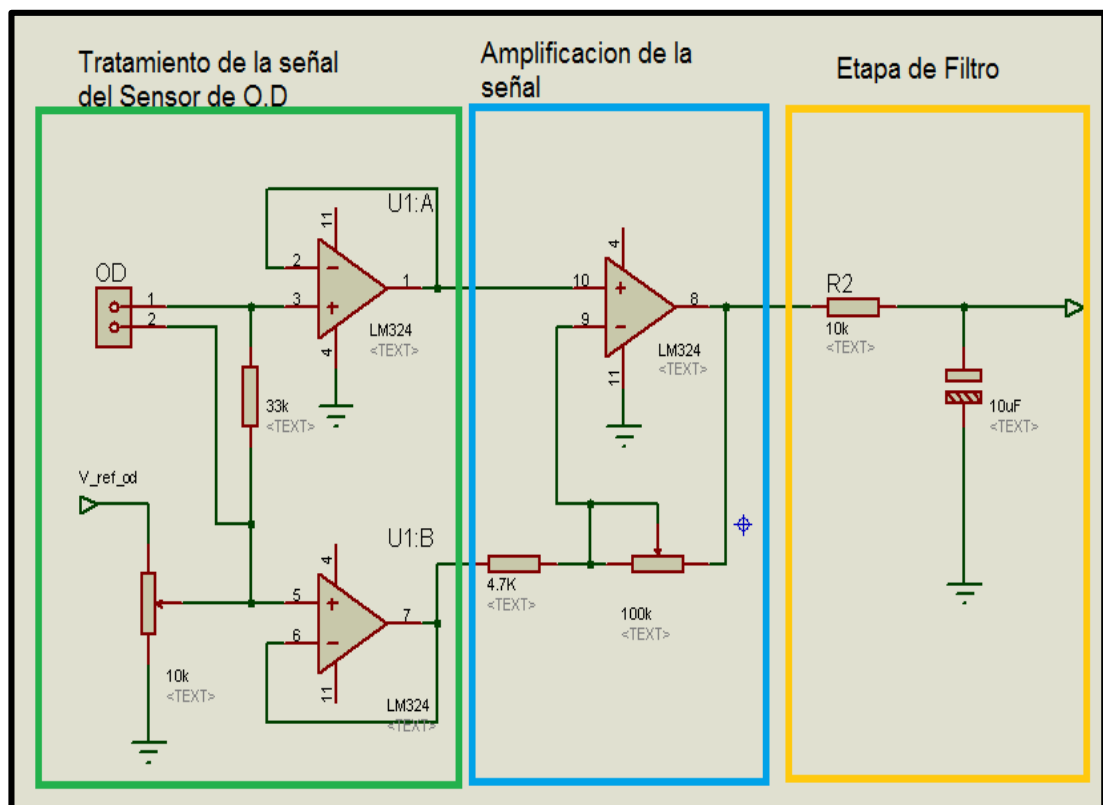 Tratamiento de la señal
del Sensor de O.D
Amplificacion de la
señal
Etapa de Filtro
U1:A
11
2
OD
1
2
3
1
4
LM324
<TEXT>
33k
<TEXT>
V_ref_od
U1:B
4
5
6
7
11
10k
<TEXT>
LM324
<TEXT>
4
10
9
8
11
LM324
<TEXT>
4.7K
<TEXT>
100k
<TEXT>
R2
10k
<TEXT>
10uF
<TEXT>